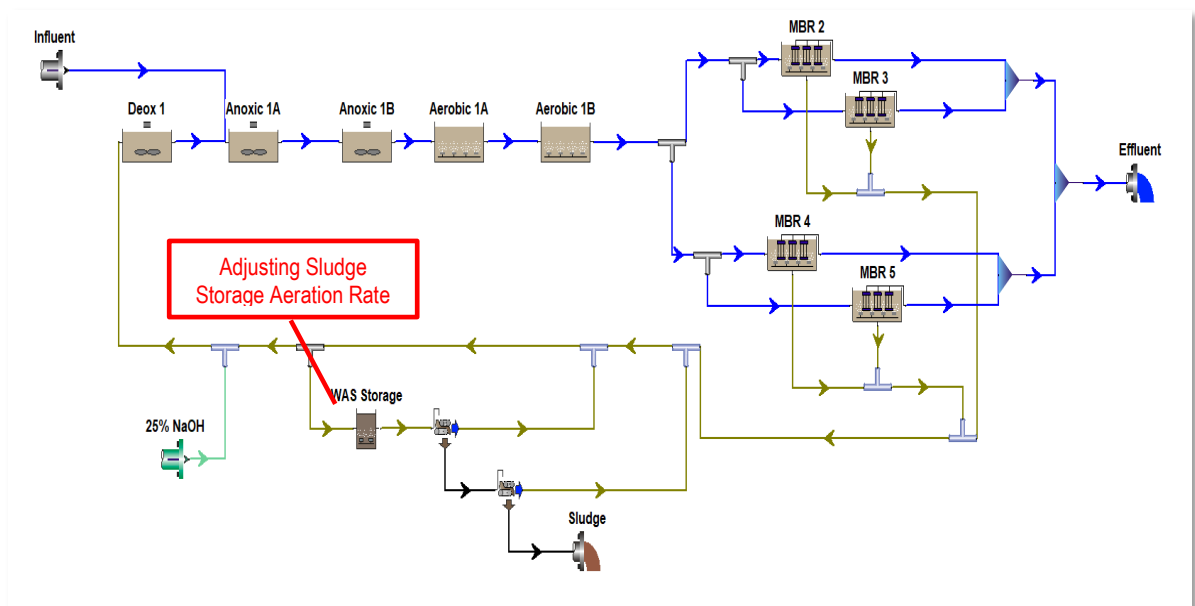 Influent
MBR 2
MBR 3
Deox 1
Anoxic 1A
Anoxic 1B
Aerobic 1A
Aerobic 1B
Effluent
MBR 4
MBR 5
Adjusting Sludge
Storage Aeration Rate
WAS Storage
25% NaOH
Sludge